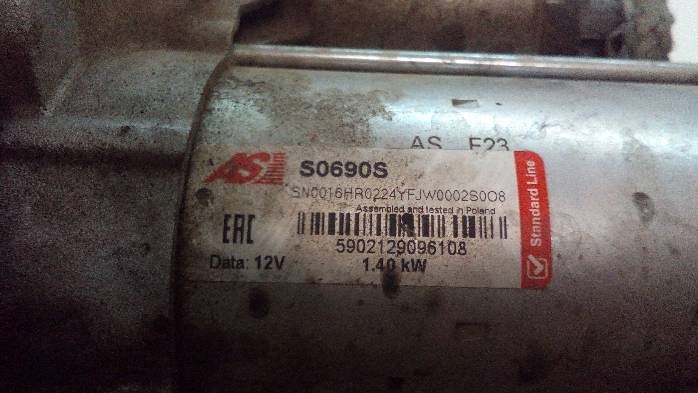 AS F23
AS
S0690S
SN0016HR0224YFJW0002S0O8
Assembled and tested in Poland
EAC
5902129096108
Data: 12V
1.40 kW
Standard Line